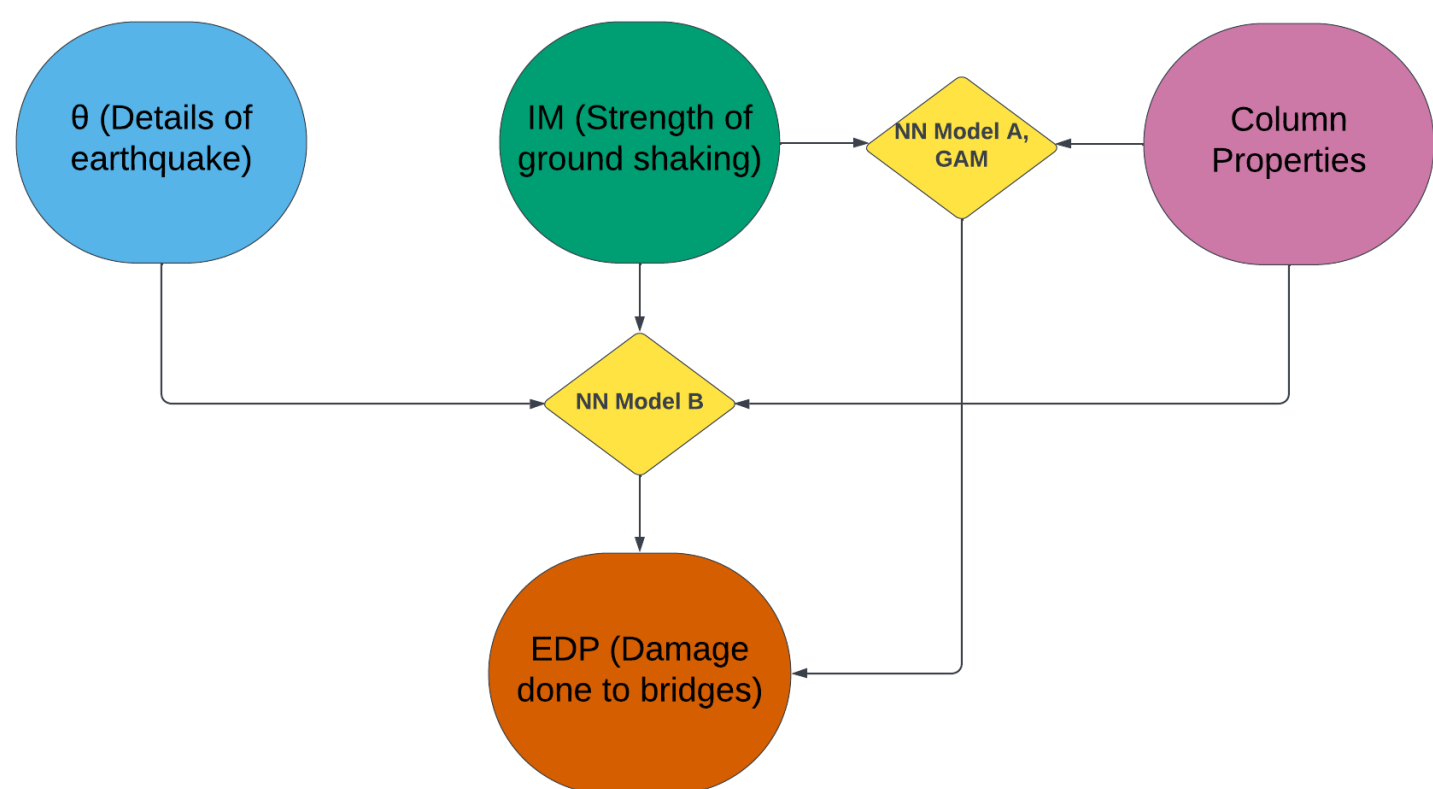 θ (Details of
earthquake)
IM (Strength of
ground shaking)
NN Model A,
GAM
Column
Properties
NN Model B
EDP (Damage
done to bridges)